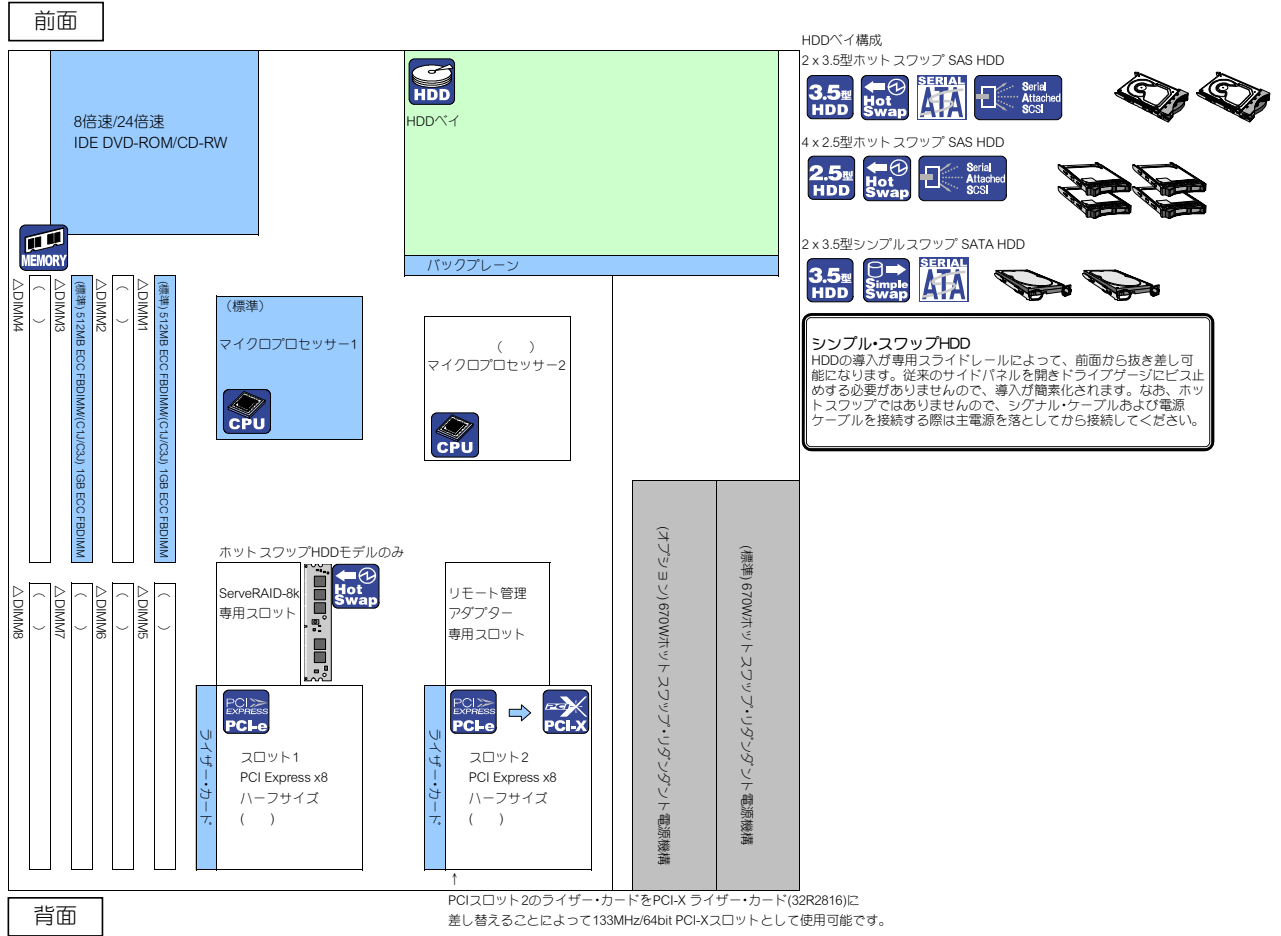 前面
8倍速/24倍速
IDE DVD-ROM/CD-RW
HDD
HDDベイ
バックプレーン
MEMORY
△DIMM4
( )
△DIMM3
(標準) 512MB ECC FBDIMM/(C1J/C3J) 1GB ECC FBDIMM
△DIMM2
( )
△DIMM1
(標準) 512MB ECC FBDIMM/(C1J/C3J) 1GB ECC FBDIMM
(標準)
マイクロプロセッサー1
CPU
( )
マイクロプロセッサー2
CPU
△DIMM8
( )
△DIMM7
( )
△DIMM6
( )
△DIMM5
( )
ホットスワップHDDモデルのみ
ServeRAID-8k
専用スロット
Hot
Swap
リモート管理
アダプター
専用スロット
ライザー・カード
PCI
EXPRESS
PCI-e
スロット1
PCI Express x8
ハーフサイズ
( )
ライザー・カード
PCI
EXPRESS
PCI-e
PCI-X
PCI-X
スロット2
PCI Express x8
ハーフサイズ
( )
(オプション) 670Wホットスワップ・リダンダント電源機構
(標準) 670Wホットスワップ・リダンダント電源機構
↑
PCIスロット2のライザー・カードをPCI-X ライザー・カード(32R2816)に
差し替えることによって133MHz/64bit PCI-Xスロットとして使用可能です。
背面
HDDベイ構成
2 x 3.5型ホットスワップ SAS HDD
3.5型
HDD
Hot
Swap
SERIAL
ATA
Serial
Attached
SCSI
4 x 2.5型ホットスワップ SAS HDD
2.5型
HDD
Hot
Swap
Serial
Attached
SCSI
2 x 3.5型シンプルスワップ SATA HDD
3.5型
HDD
Simple
Swap
SERIAL
ATA
シンプル・スワップHDD
HDDの導入が専用スライドレールによって、前面から抜き差し可
能になります。従来のサイドパネルを開きドライブゲージにビス止
めする必要がありませんので、導入が簡素化されます。なお、ホッ
トスワップではありませんので、シグナル・ケーブルおよび電源
ケーブルを接続する際は主電源を落としてから接続してください。